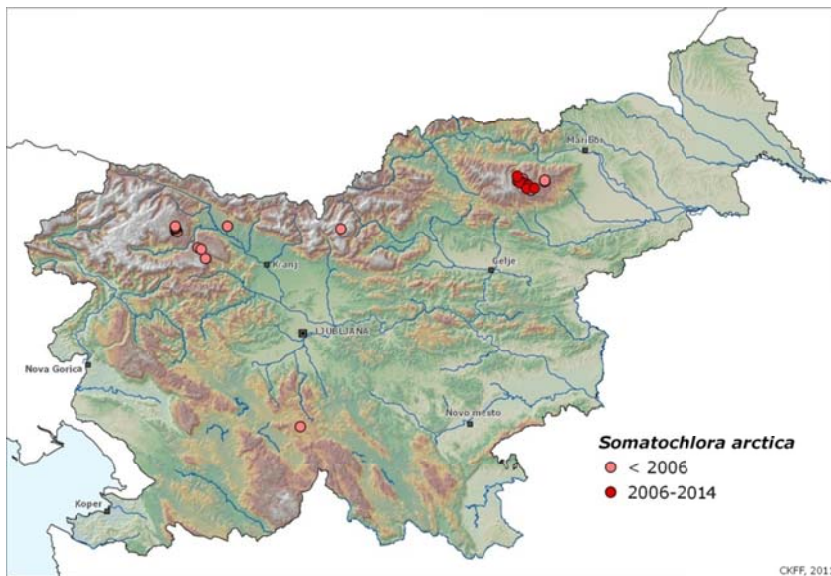 Maribor
Kranj
Celje
LJUBLJANA
Nova Gorica
Novo mesto
Somatochlora arctica
< 2006
2006-2014
Koper